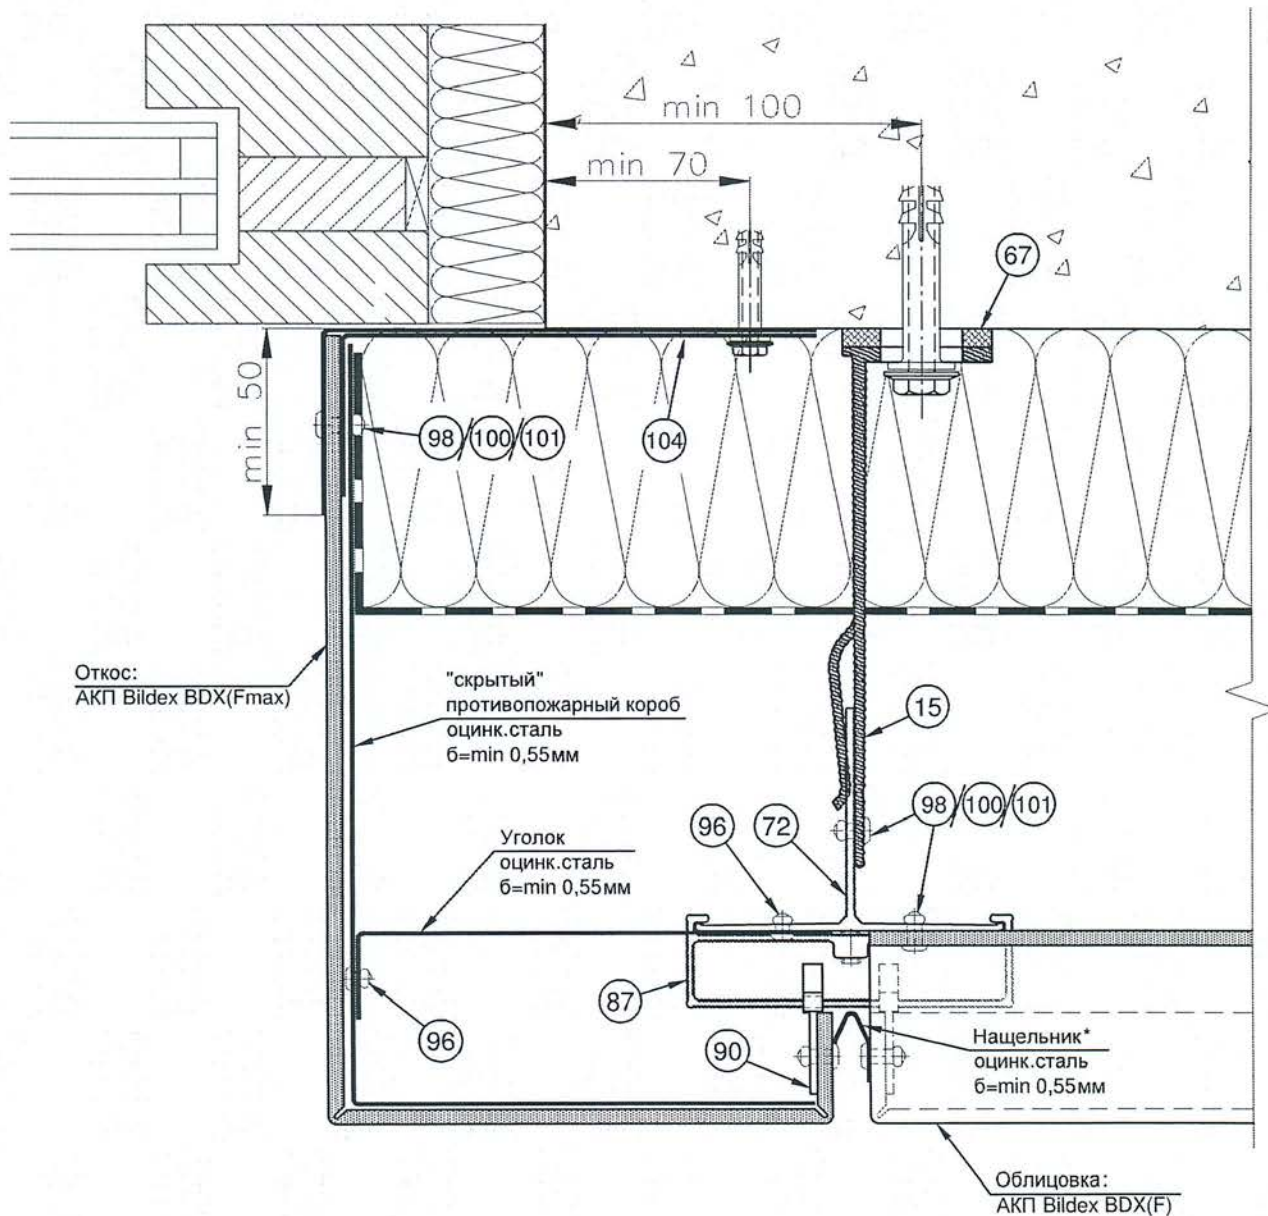 min 100
min 70
67
min 50
98/100/101
104
Откос:
АКП Bildex BDX(Fmax)
"скрытый"
противопожарный короб
оцинк.сталь
б=min 0,55мм
15
98/100/101
96
72
Уголок
оцинк.сталь
б=min 0,55мм
87
96
90
Нащельник*
оцинк.сталь
б=min 0,55мм
Облицовка:
АКП Bildex BDX(F)